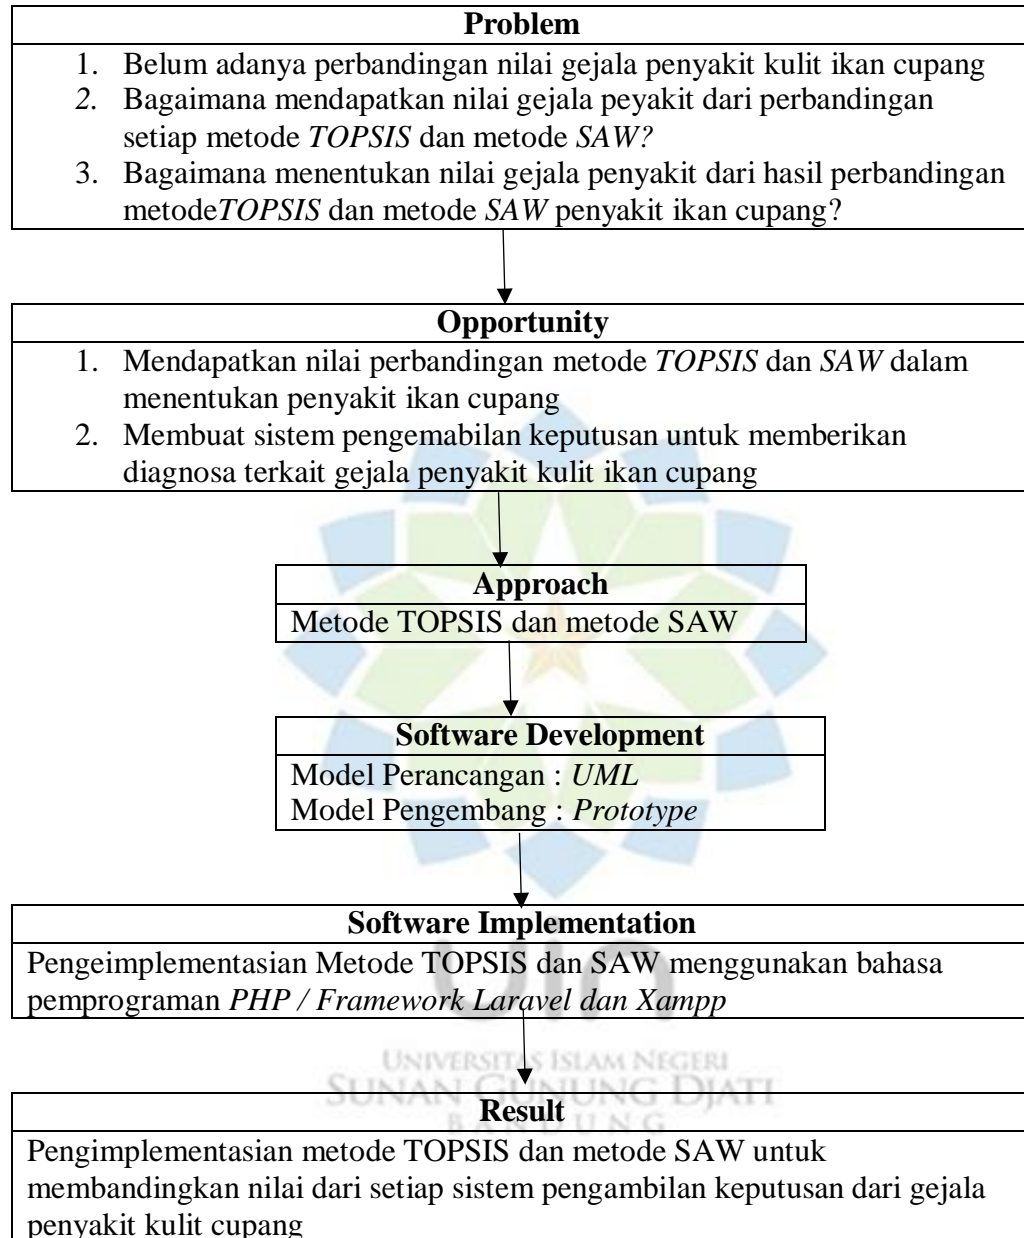 Problem
1. Belum adanya perbandingan nilai gejala penyakit kulit ikan cupang
2. Bagaimana mendapatkan nilai gejala peyakit dari perbandingan
setiap metode TOPSIS dan metode SAW?
3. Bagaimana menentukan nilai gejala penyakit dari hasil perbandingan
metodeTOPSIS dan metode SAW penyakit ikan cupang?
Opportunity
1. Mendapatkan nilai perbandingan metode TOPSIS dan SAW dalam
menentukan penyakit ikan cupang
2. Membuat sistem pengemabilan keputusan untuk memberikan
diagnosa terkait gejala penyakit kulit ikan cupang
Approach
Metode TOPSIS dan metode SAW
Software Development
Model Perancangan : UML
Model Pengembang : Prototype
Software Implementation
Pengeimplementasian Metode TOPSIS dan SAW menggunakan bahasa
pemprograman PHP / Framework Laravel dan Xampp
uin
UNIVERSITAS ISLAM NEGERI
SUNAN GUNUNG DJATI
BANDUNG
Result
Pengimplementasian metode TOPSIS dan metode SAW untuk
membandingkan nilai dari setiap sistem pengambilan keputusan dari gejala
penyakit kulit cupang